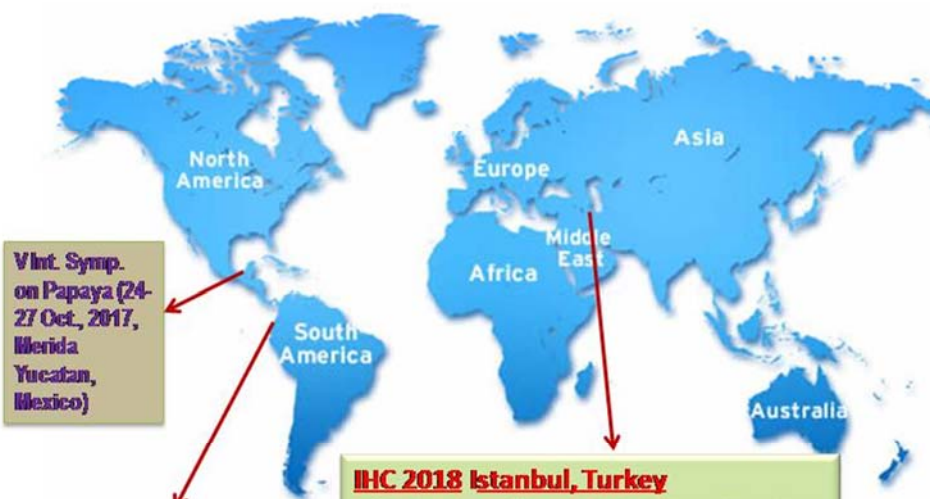 North
America
Europe
Asia
Middle
East
Africa
V Int. Symp.
on Papaya (24-
27 Oct., 2017,
Merida
Yucatan,
Mexico)
South
America
Australia
IHC 2018 Istanbul, Turkey